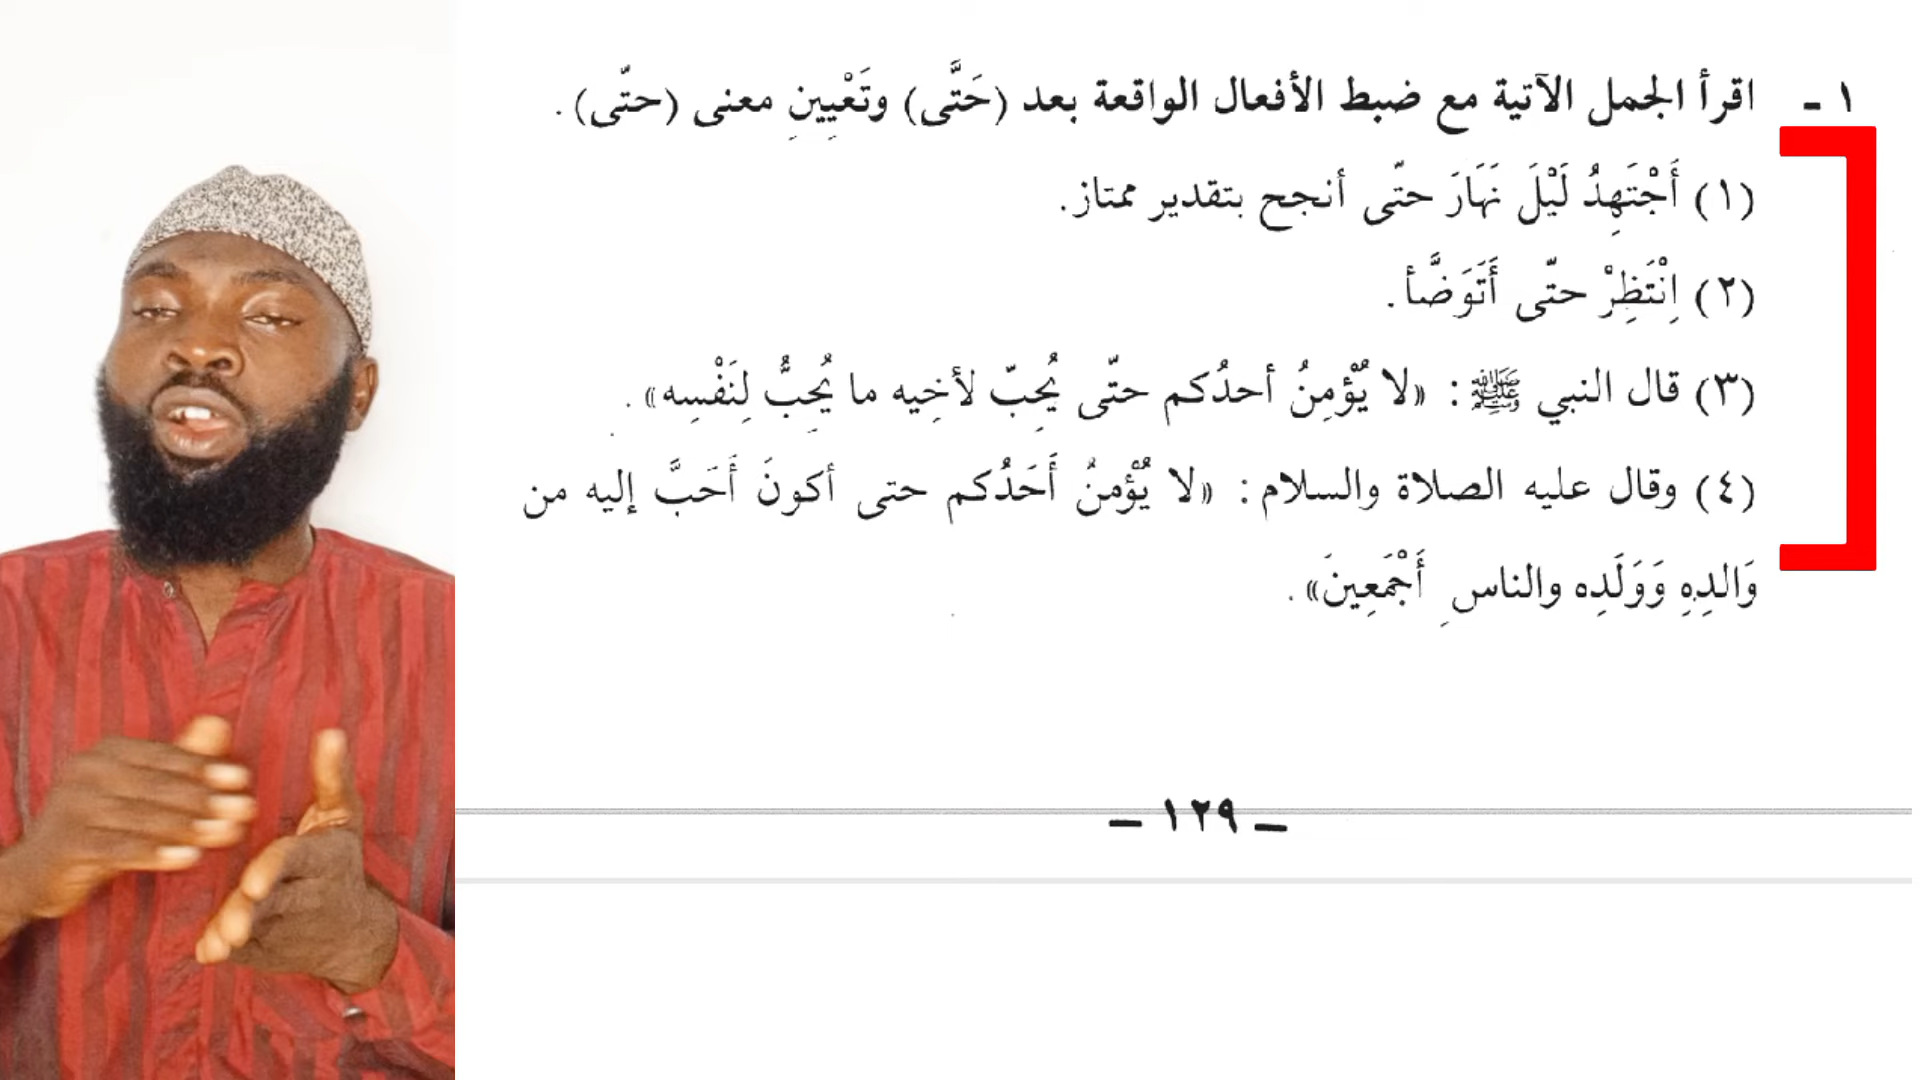 ١ - اقرأ الجمل الآتية مع ضبط الأفعال الواقعة بعد (حَتَّى) وتَعْيِينِ معنى (حتّى).
(١) أَجْتَهِدُ لَيْلَ نَهَارَ حتّى أنجح بتقدير ممتاز.
(٢) اِنْتَظِرْ حتّى أَتَوَضَّأ.
(٣) قال النبي ﷺ: «لا يُؤْمِنُ أحدُكم حتّى يُحِبّ لأخِيه ما يُحِبُّ لِنَفْسِه».
(٤) وقال عليه الصلاة والسلام: «لا يُؤْمنُ أَحَدُكم حتى أكونَ أَحَبَّ إليه من
وَالدِهِ وَوَلَدِه والناسِ أَجْمَعِينَ».
– ١٢٩ –